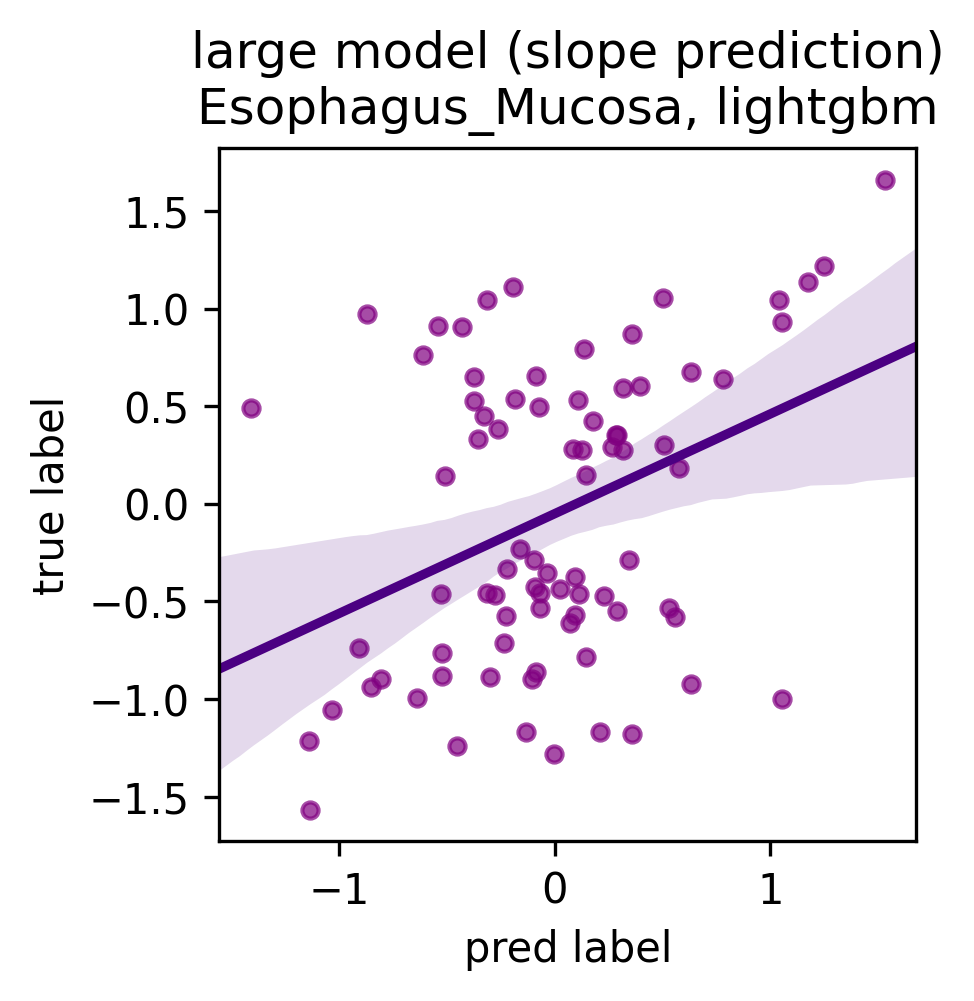 large model (slope prediction)
Esophagus_Mucosa, lightgbm
1.5
1.0
0.5
0.0
−0.5
−1.0
−1.5
true label
−1 0 1
pred label